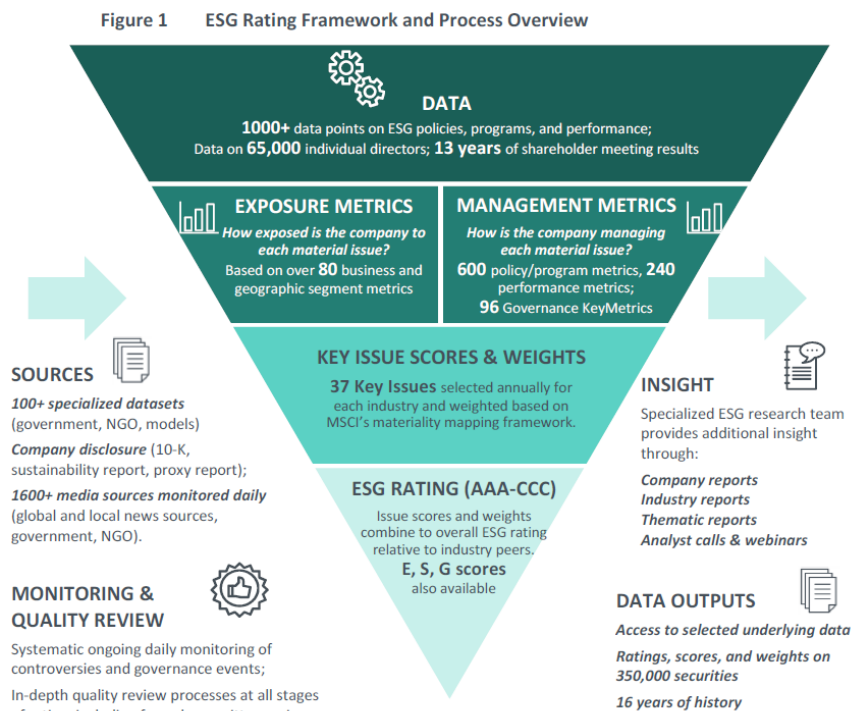 Figure 1 ESG Rating Framework and Process Overview
DATA
1000+ data points on ESG policies, programs, and performance;
Data on 65,000 individual directors; 13 years of shareholder meeting results
EXPOSURE METRICS
How exposed is the company to
each material issue?
Based on over 80 business and
geographic segment metrics
MANAGEMENT METRICS
How is the company managing
each material issue?
600 policy/program metrics, 240
performance metrics;
96 Governance KeyMetrics
KEY ISSUE SCORES & WEIGHTS
37 Key Issues selected annually for
each industry and weighted based on
MSCI's materiality mapping framework.
ESG RATING (AAA-CCC)
Issue scores and weights
combine to overall ESG rating
relative to industry peers.
E, S, G scores
also available
SOURCES
100+ specialized datasets
(government, NGO, models)
Company disclosure (10-K,
sustainability report, proxy report);
1600+ media sources monitored daily
(global and local news sources,
government, NGO).
MONITORING &
QUALITY REVIEW
Systematic ongoing daily monitoring of
controversies and governance events;
In-depth quality review processes at all stages
INSIGHT
Specialized ESG research team
provides additional insight
through:
Company reports
Industry reports
Thematic reports
Analyst calls & webinars
DATA OUTPUTS
Access to selected underlying data
Ratings, scores, and weights on
350,000 securities
16 years of history